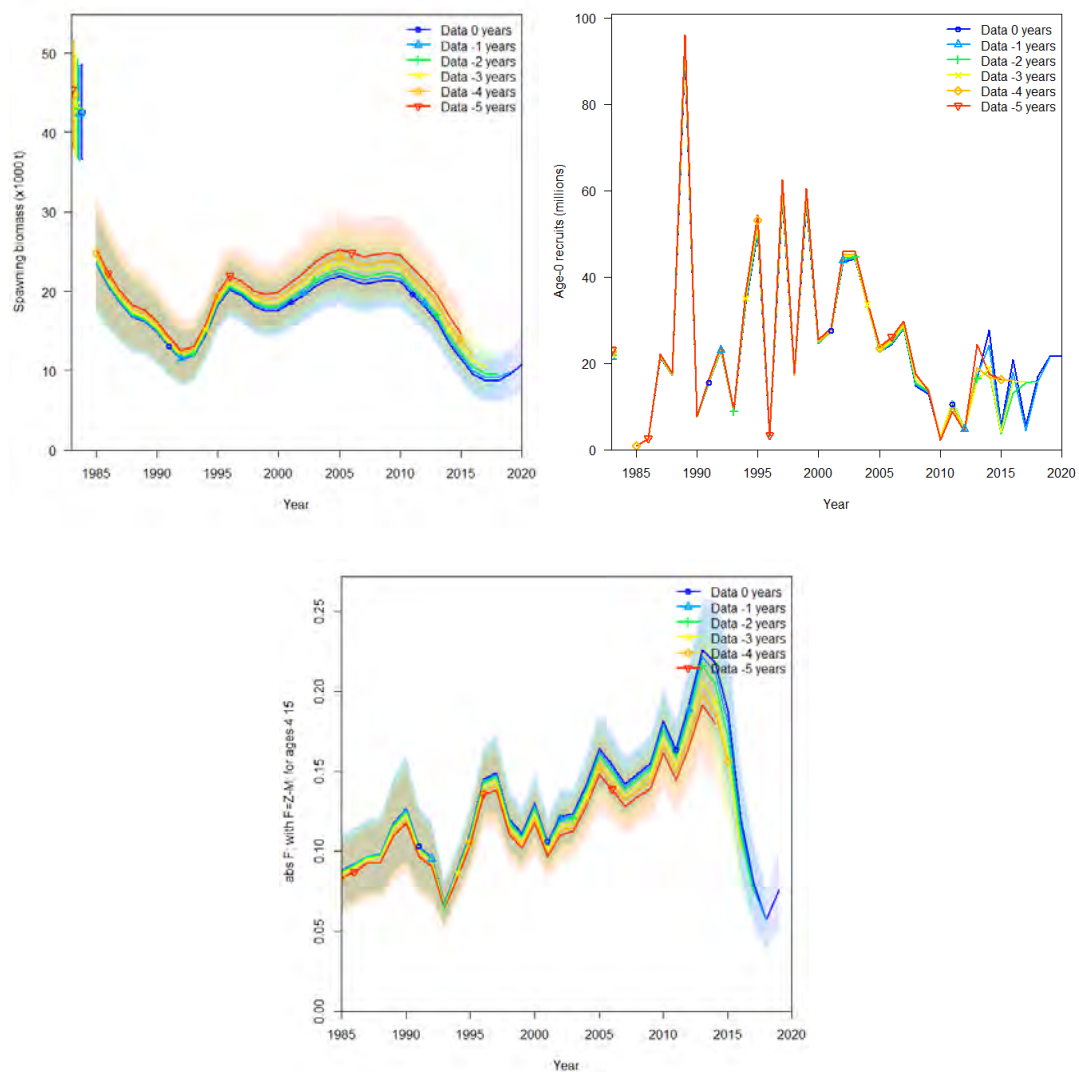 Data 0 years
Data -1 years
Data -2 years
Data -3 years
Data -4 years
Data -5 years
50
40
30
20
10
0
Spawning biomass (x1000 t)
1985 1990 1995 2000 2005 2010 2015 2020
Year
Data 0 years
Data -1 years
Data -2 years
Data -3 years
Data -4 years
Data -5 years
100
80
60
40
20
0
Age-0 recruits (millions)
1985 1990 1995 2000 2005 2010 2015 2020
Year
Data 0 years
Data -1 years
Data -2 years
Data -3 years
Data -4 years
Data -5 years
0.25
0.20
0.15
0.10
0.05
0.00
abs F, with F=Z-M, for ages 4 15
1985 1990 1995 2000 2005 2010 2015 2020
Year